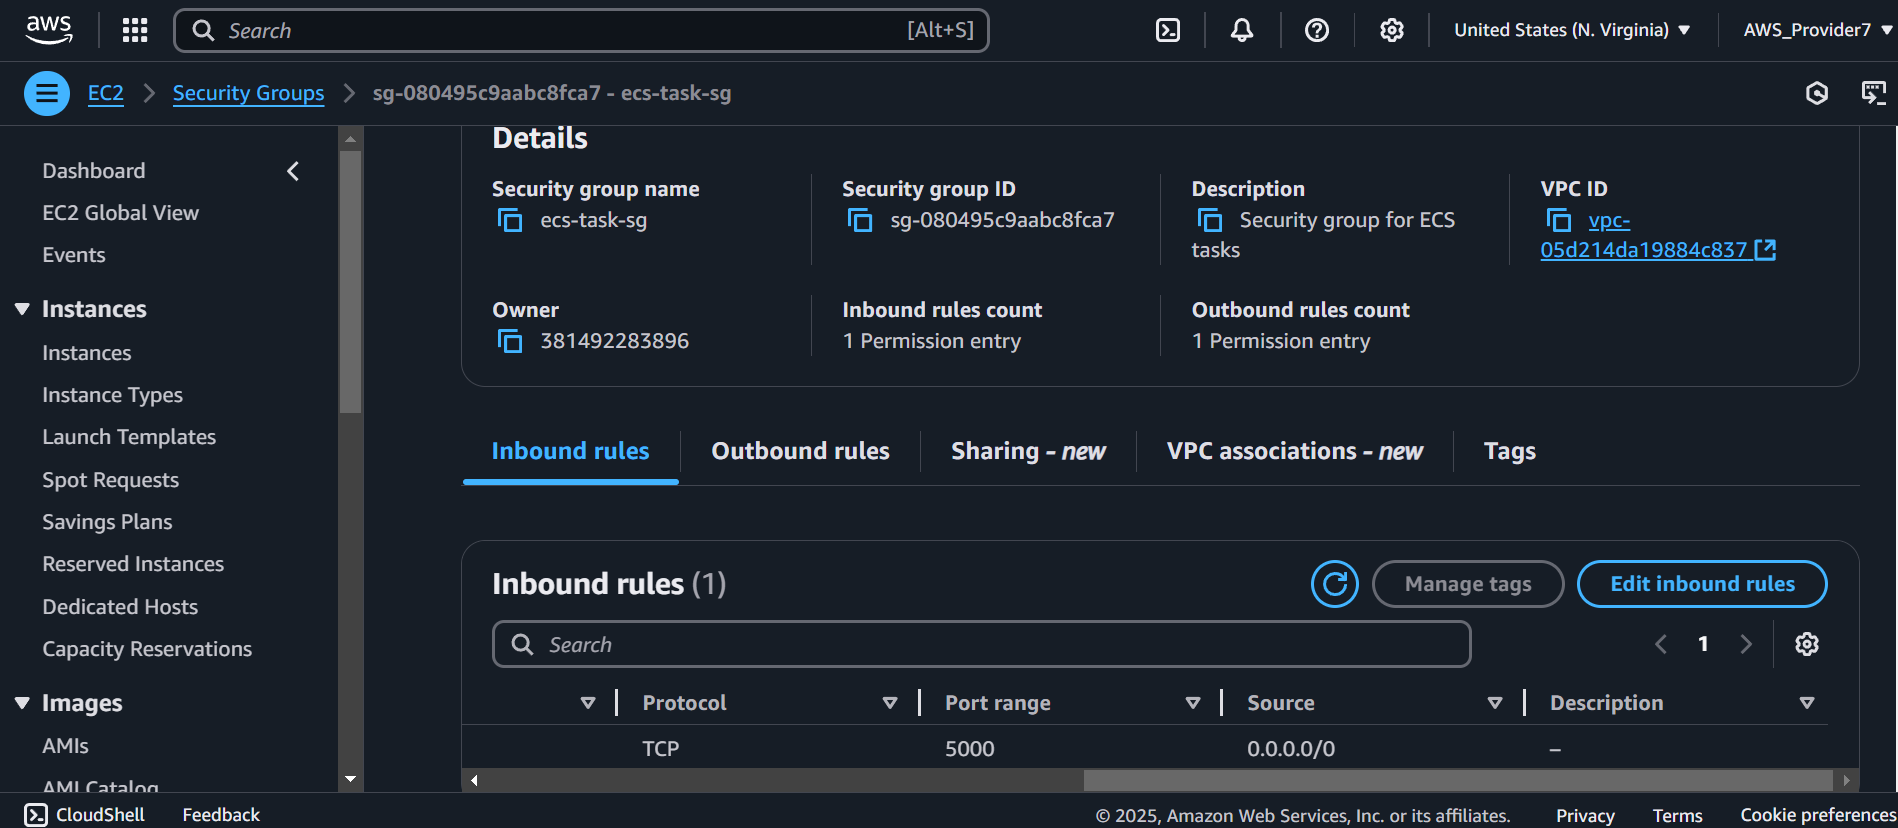 aws
Search [Alt+S]
United States (N. Virginia)
AWS_Provider7
EC2
Security Groups
sg-080495c9aabc8fca7 - ecs-task-sg
Dashboard
EC2 Global View
Events
Instances
Instances
Instance Types
Launch Templates
Spot Requests
Savings Plans
Reserved Instances
Dedicated Hosts
Capacity Reservations
Images
AMIs
AMI Catalog
Details
Security group name
ecs-task-sg
Security group ID
sg-080495c9aabc8fca7
Description
Security group for ECS
tasks
VPC ID
vpc-
05d214da19884c837
Owner
381492283896
Inbound rules count
1 Permission entry
Outbound rules count
1 Permission entry
Inbound rules
Outbound rules
Sharing - new
VPC associations - new
Tags
Inbound rules (1)
Manage tags
Edit inbound rules
Search
1
Protocol Port range Source Description
TCP 5000 0.0.0.0/0 –
CloudShell
Feedback
© 2025, Amazon Web Services, Inc. or its affiliates.
Privacy
Terms
Cookie preferences